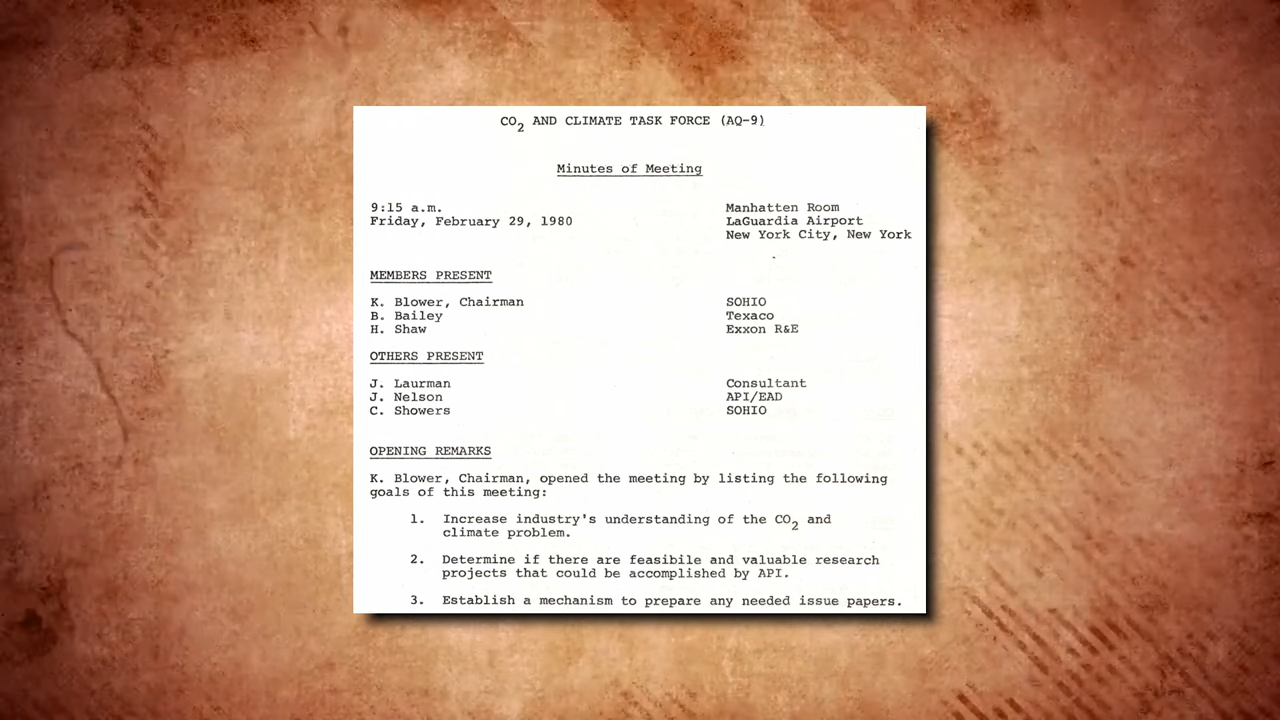 CO2 AND CLIMATE TASK FORCE (AQ-9)
Minutes of Meeting
9:15 a.m. Manhatten Room
Friday, February 29, 1980 LaGuardia Airport
New York City, New York
MEMBERS PRESENT
K. Blower, Chairman SOHIO
B. Bailey Texaco
H. Shaw Exxon R&E
OTHERS PRESENT
J. Laurman Consultant
J. Nelson API/EAD
C. Showers SOHIO
OPENING REMARKS
K. Blower, Chairman, opened the meeting by listing the following
goals of this meeting:
1. Increase industry's understanding of the CO2 and
climate problem.
2. Determine if there are feasibile and valuable research
projects that could be accomplished by API.
3. Establish a mechanism to prepare any needed issue papers.